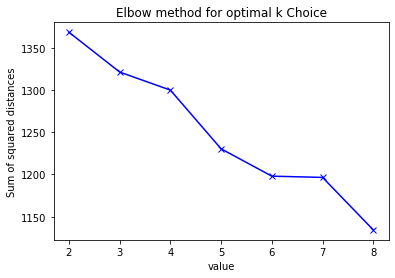 Elbow method for optimal k Choice
Sum of squared distances
1350
1300
1250
1200
1150
2 3 4 5 6 7 8
value